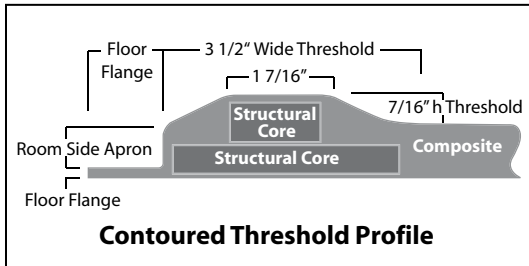 Floor
Flange
3 1/2“ Wide Threshold
1 7/16”
7/16” h Threshold
Structural
Core
Room Side Apron
Structural Core
Composite
Floor Flange
Contoured Threshold Profile